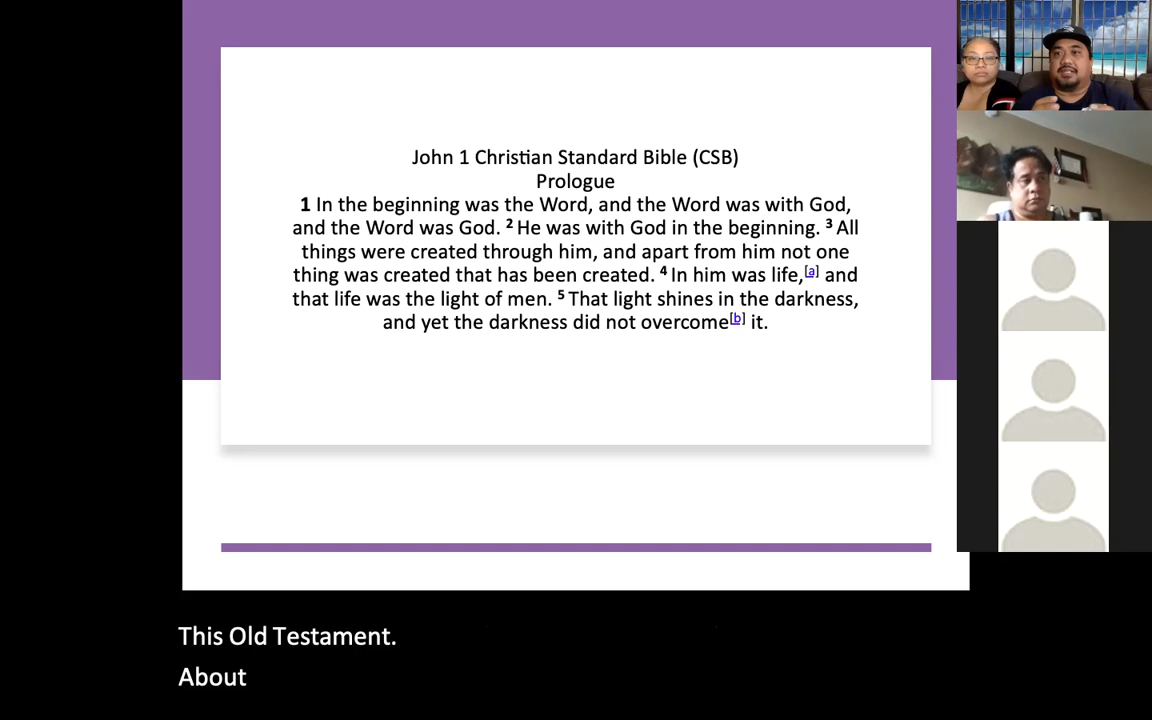 John 1 Christian Standard Bible (CSB)
Prologue
1 In the beginning was the Word, and the Word was with God,
and the Word was God. 2 He was with God in the beginning. 3 All
things were created through him, and apart from him not one
thing was created that has been created. 4 In him was life,[a] and
that life was the light of men. 5 That light shines in the darkness,
and yet the darkness did not overcome[b] it.
This Old Testament.
About